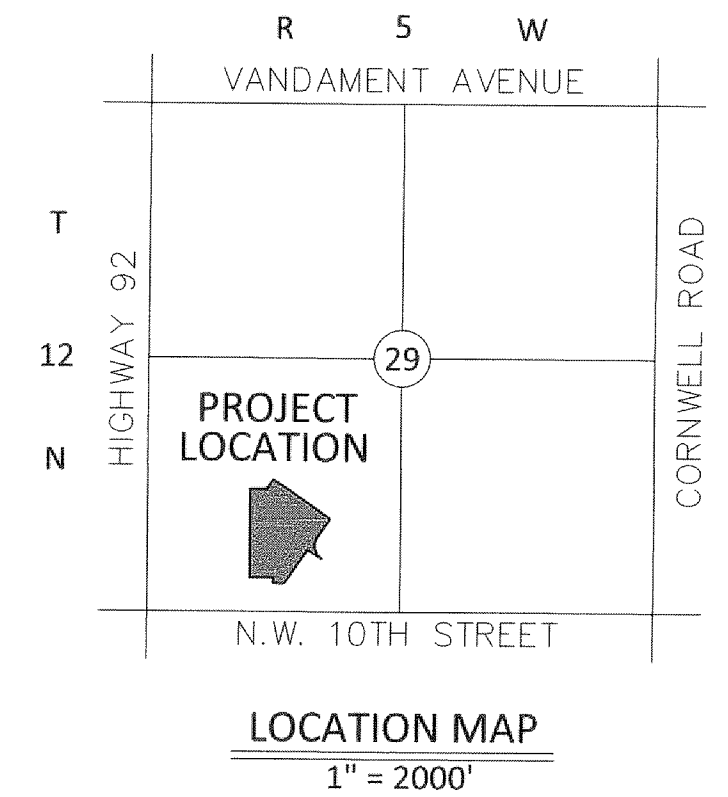 R 5 W
VANDAMENT AVENUE
T
12
N
HIGHWAY 92
29
CORNWELL ROAD
PROJECT
LOCATION
N.W. 10TH STREET
LOCATION MAP
1" = 2000'